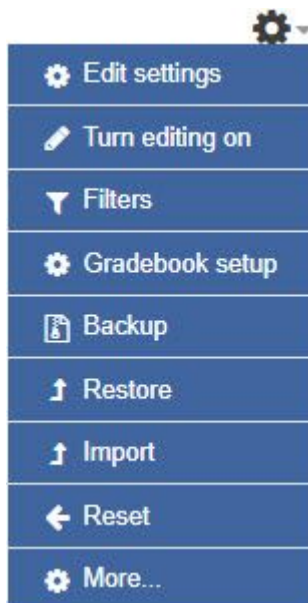 Edit settings
Turn editing on
Filters
Gradebook setup
Backup
Restore
Import
Reset
More...